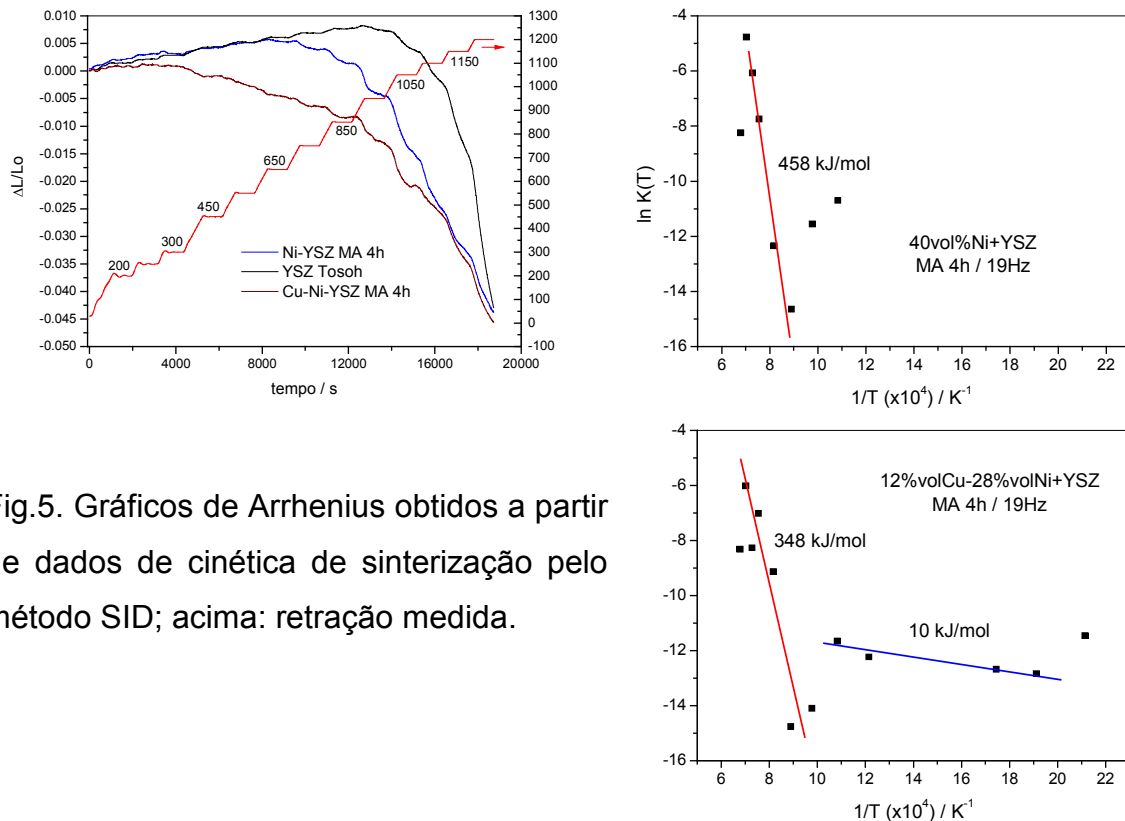 0.010
0.005
0.000
-0.005
-0.010
-0.015
-0.020
-0.025
-0.030
-0.035
-0.040
-0.045
-0.050
ΔL/Lo
0 4000 8000 12000 16000 20000
tempo / s
1300
1200
1100
1000
900
800
700
600
500
400
300
200
100
0
-100
200
300
450
650
850
1050
1150
Ni-YSZ MA 4h
YSZ Tosoh
Cu-Ni-YSZ MA 4h
-4
-6
-8
-10
-12
-14
-16
ln K(T)
458 kJ/mol
40vol%Ni+YSZ
MA 4h / 19Hz
6 8 10 12 14 16 18 20 22
1/T (x10⁴) / K⁻¹
-4
-6
-8
-10
-12
-14
-16
12%volCu-28%volNi+YSZ
MA 4h / 19Hz
348 kJ/mol
10 kJ/mol
6 8 10 12 14 16 18 20 22
1/T (x10⁴) / K⁻¹
Fig.5. Gráficos de Arrhenius obtidos a partir
e dados de cinética de sinterização pelo
método SID; acima: retração medida.